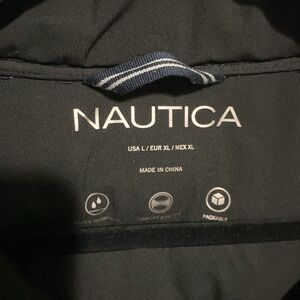 NAUTICA
USA L / EUR XL / MEX XL
MADE IN CHINA
PACKABLE